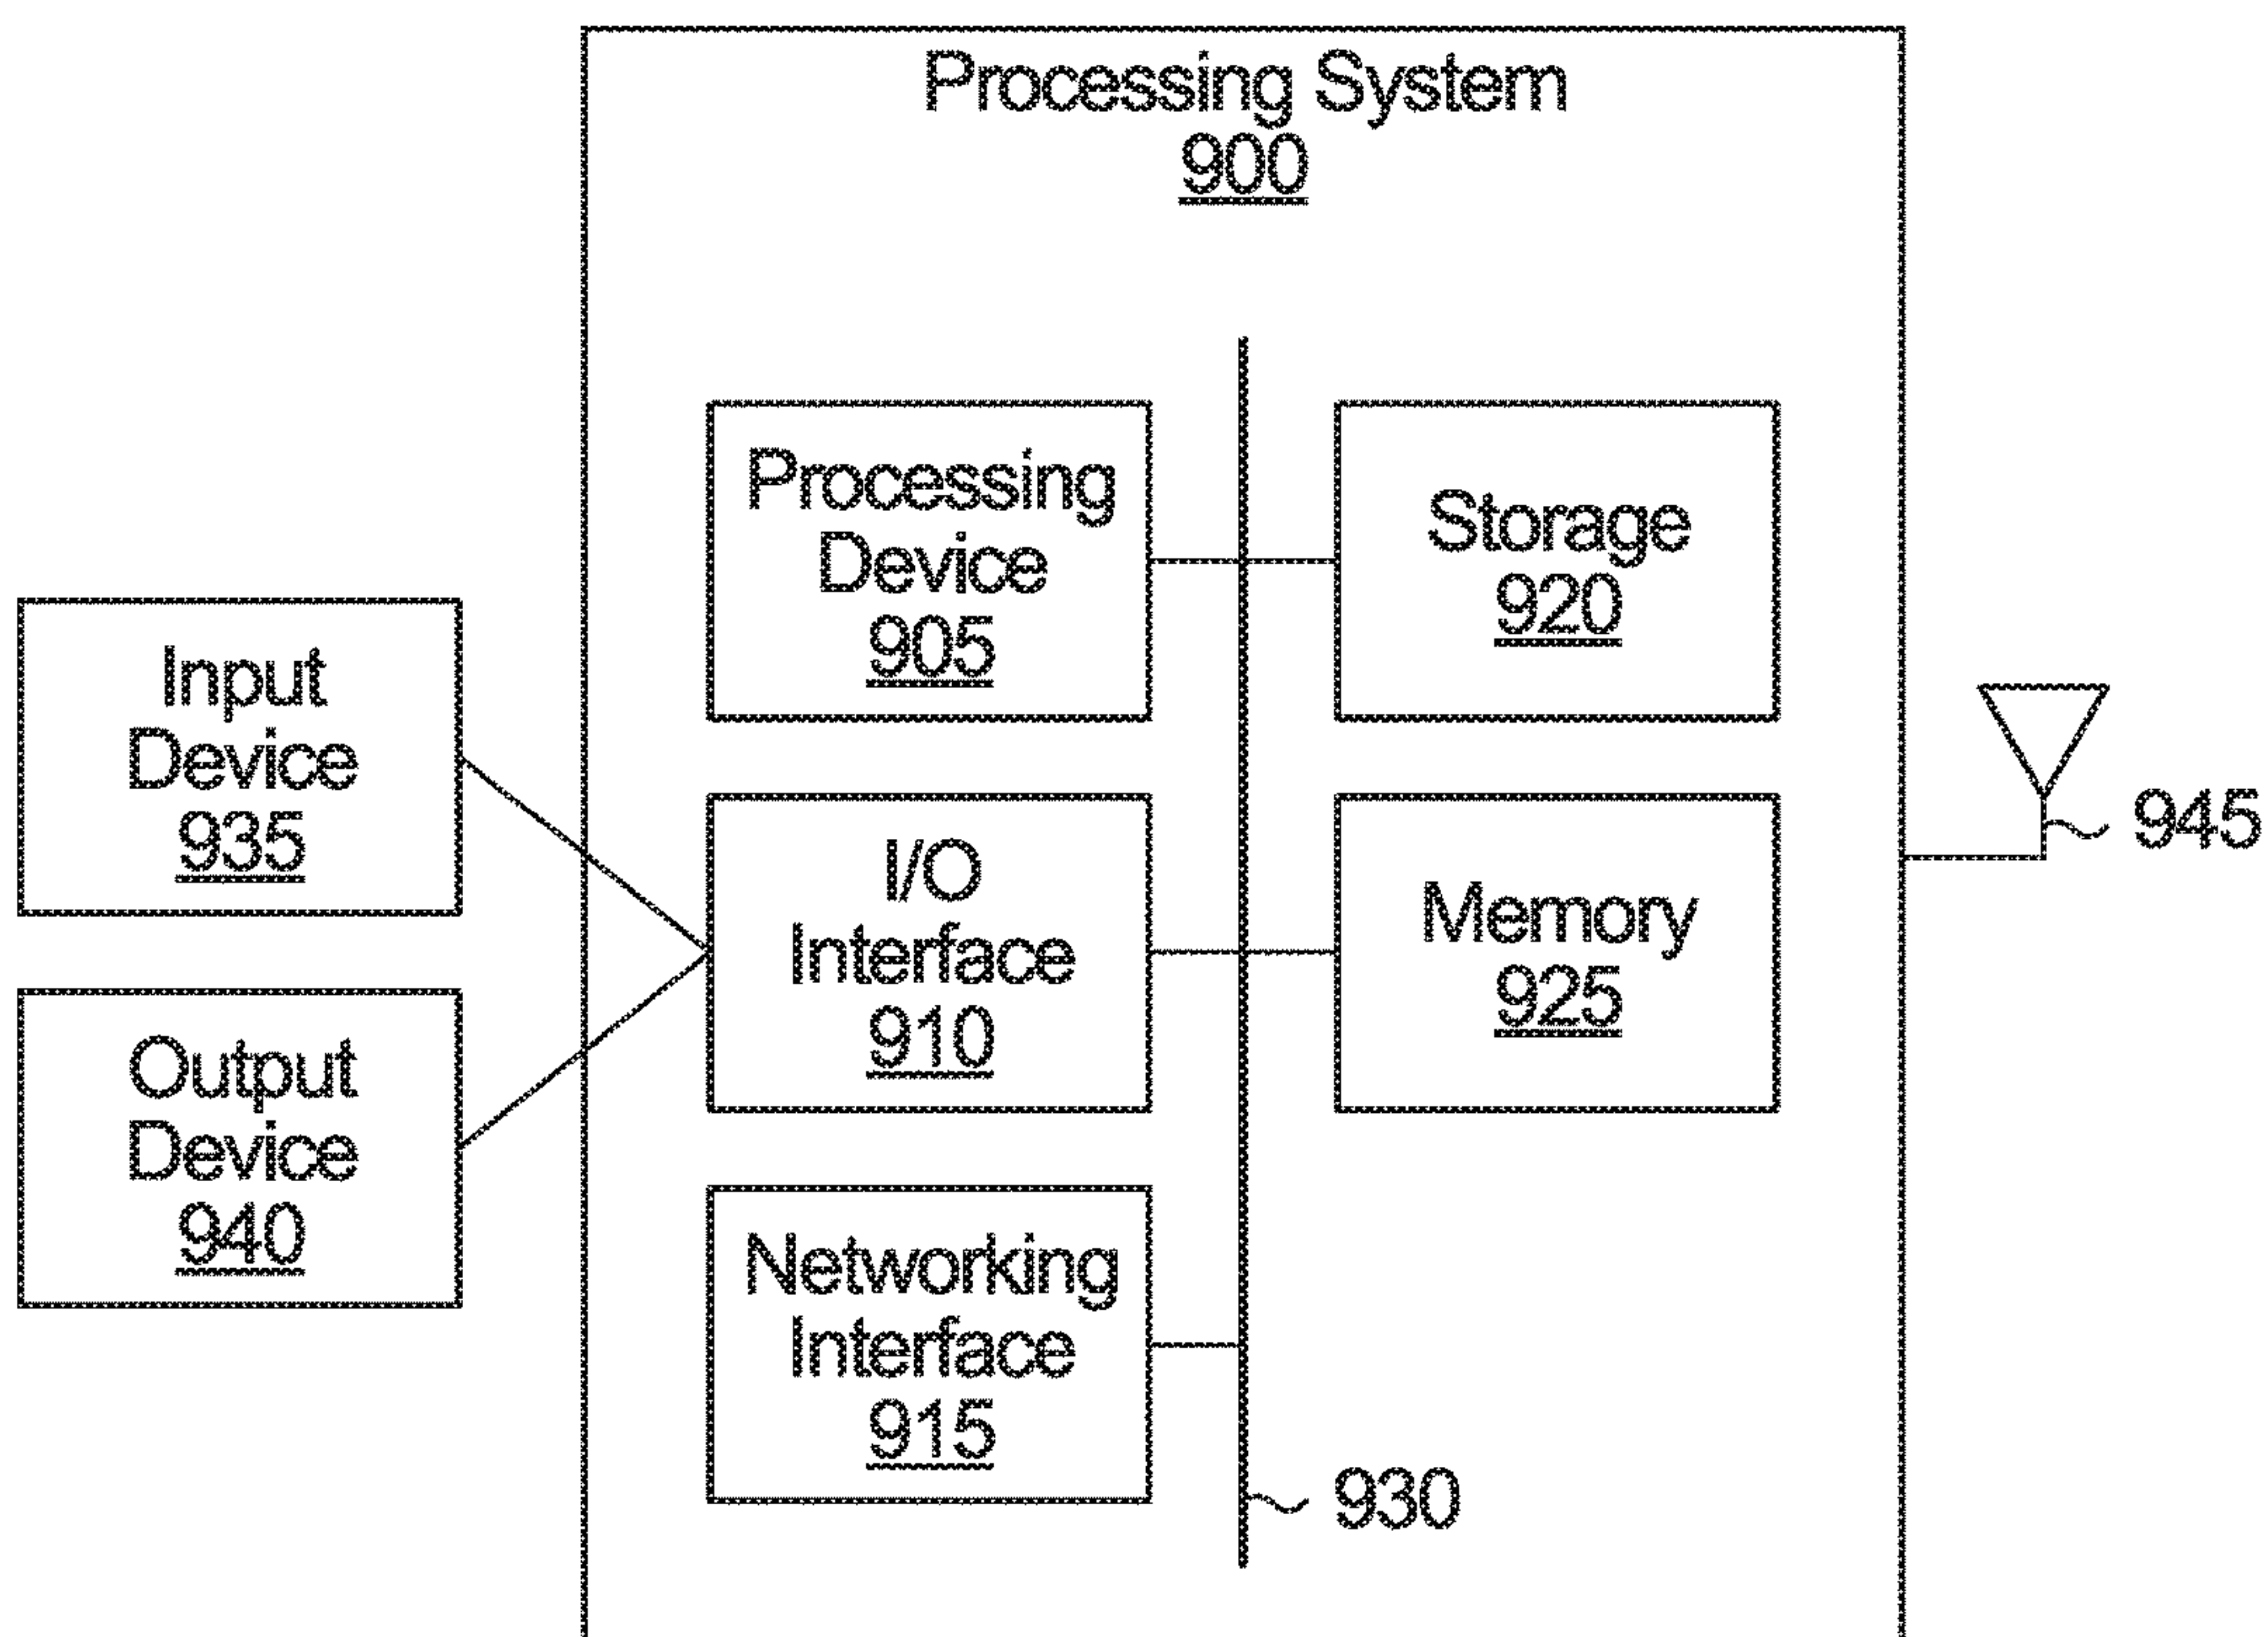 Processing System
900
Processing
Device
905
Storage
920
Input
Device
935
I/O
Interface
910
Memory
925
945
Output
Device
940
Networking
Interface
915
930